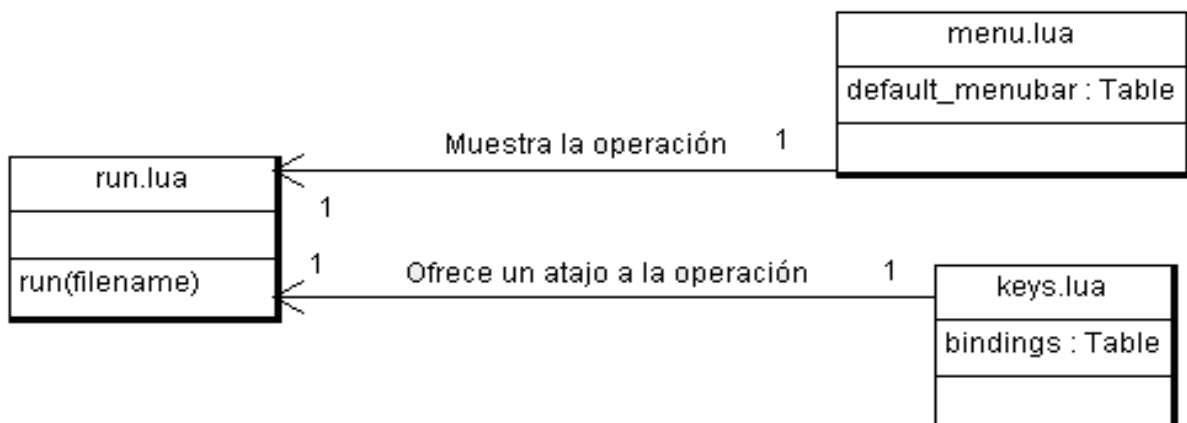 menu.lua
default_menubar : Table
Muestra la operación
1
run.lua
1
run(filename)
1
Ofrece un atajo a la operación
1
keys.lua
bindings : Table